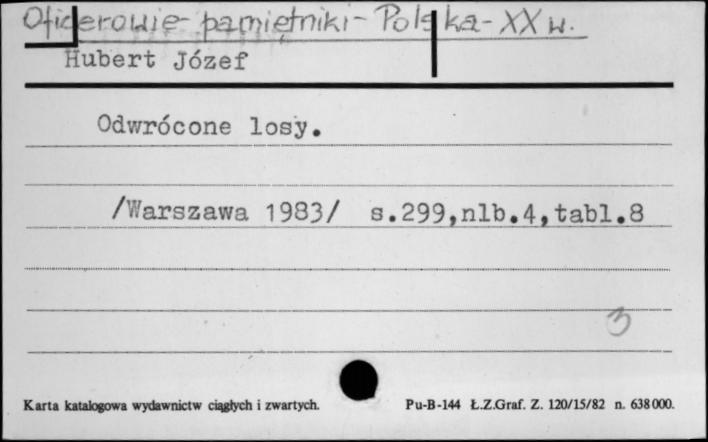 Oficerowie - pamiętniki - Polska - XX w.
Hubert Józef
Odwrócone losy.
/Warszawa 1983/ s.299,nlb.4,tabl.8
3
Karta katalogowa wydawnictw ciągłych i zwartych. Pu-B-144 Ł.Z.Graf. Z. 120/15/82 n. 638000.